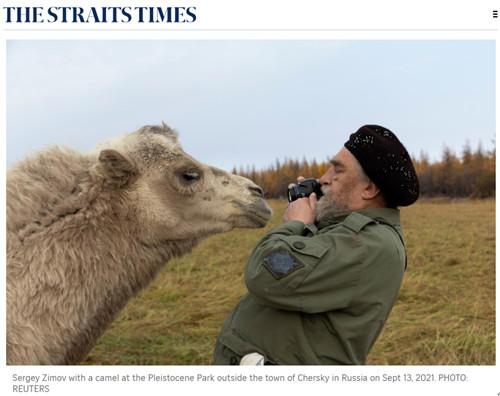 THE STRAITS TIMES
Sergey Zimov with a camel at the Pleistocene Park outside the town of Chersky in Russia on Sept 13, 2021. PHOTO:
REUTERS